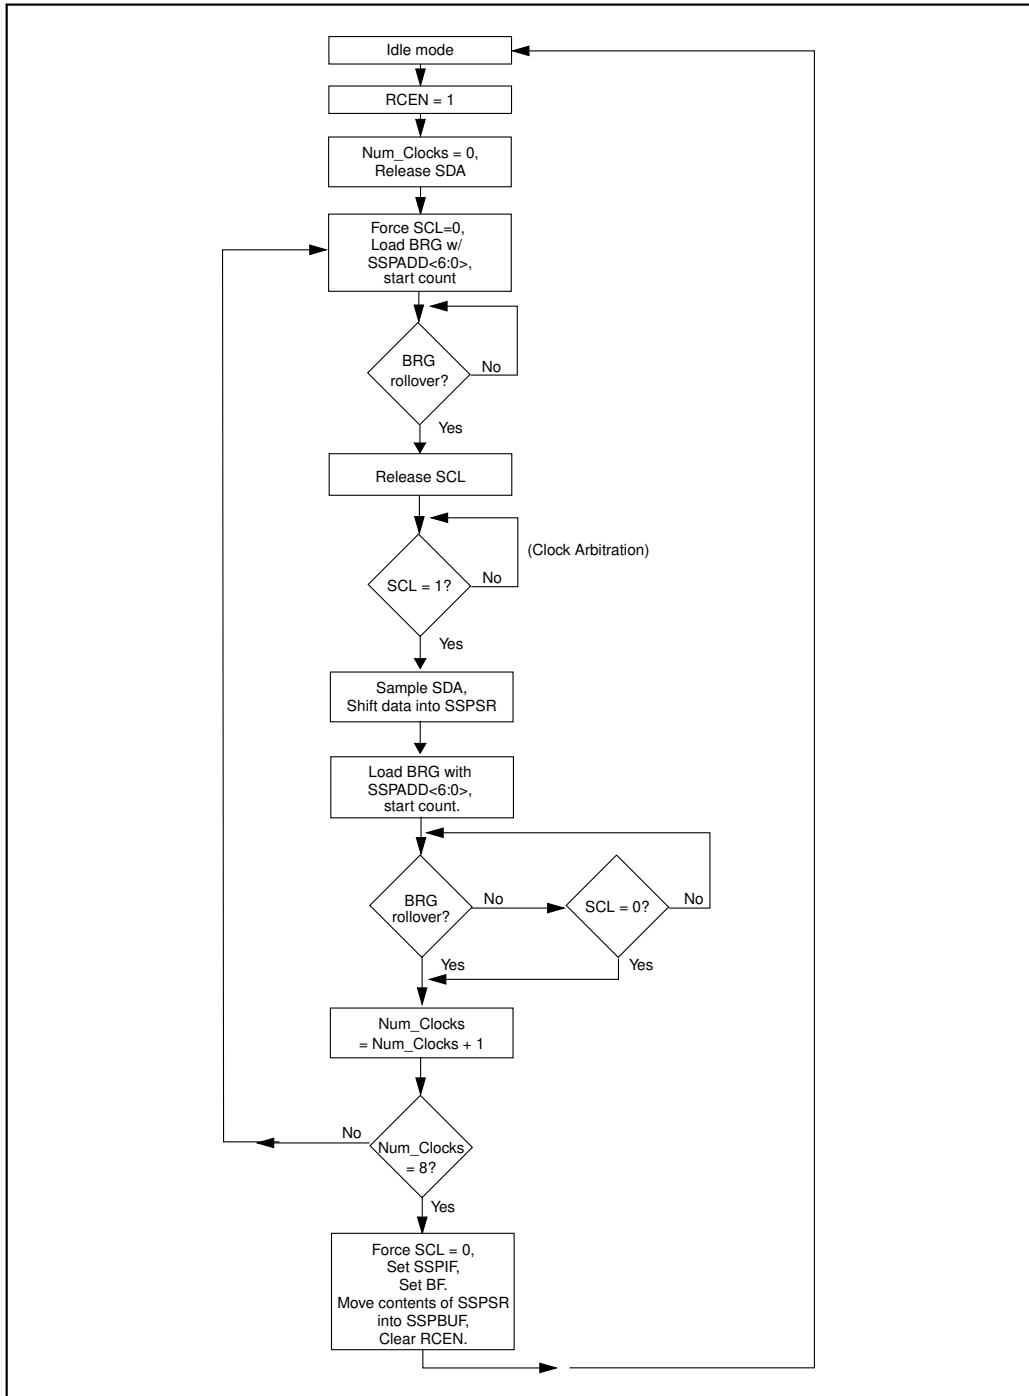 Idle mode
RCEN = 1
Num_Clocks = 0,
Release SDA
Force SCL=0,
Load BRG w/
SSPADD<6:0>,
start count
BRG
rollover?
No
Yes
Release SCL
(Clock Arbitration)
SCL = 1?
No
Yes
Sample SDA,
Shift data into SSPSR
Load BRG with
SSPADD<6:0>,
start count.
BRG
rollover?
No
SCL = 0?
No
Yes
Yes
Num_Clocks
= Num_Clocks + 1
No
Num_Clocks
= 8?
Yes
Force SCL = 0,
Set SSPIF,
Set BF.
Move contents of SSPSR
into SSPBUF,
Clear RCEN.